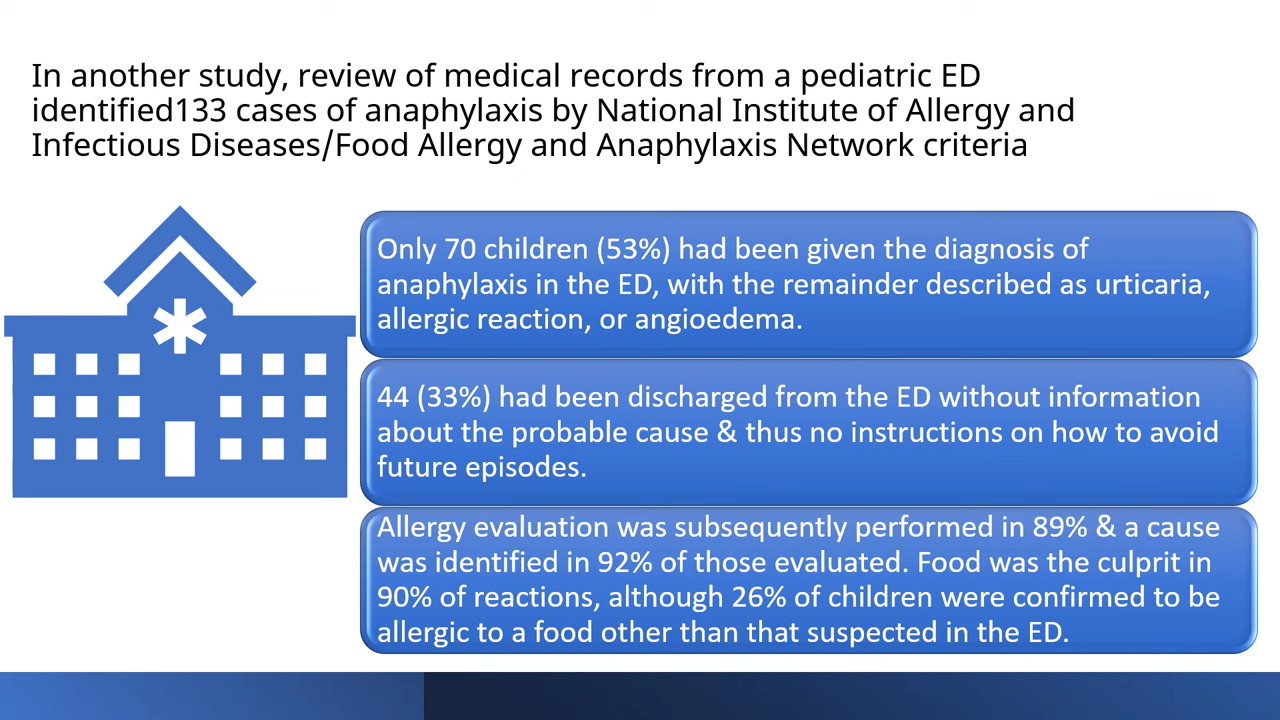 In another study, review of medical records from a pediatric ED
identified133 cases of anaphylaxis by National Institute of Allergy and
Infectious Diseases/Food Allergy and Anaphylaxis Network criteria
Only 70 children (53%) had been given the diagnosis of
anaphylaxis in the ED, with the remainder described as urticaria,
allergic reaction, or angioedema.
44 (33%) had been discharged from the ED without information
about the probable cause & thus no instructions on how to avoid
future episodes.
Allergy evaluation was subsequently performed in 89% & a cause
was identified in 92% of those evaluated. Food was the culprit in
90% of reactions, although 26% of children were confirmed to be
allergic to a food other than that suspected in the ED.